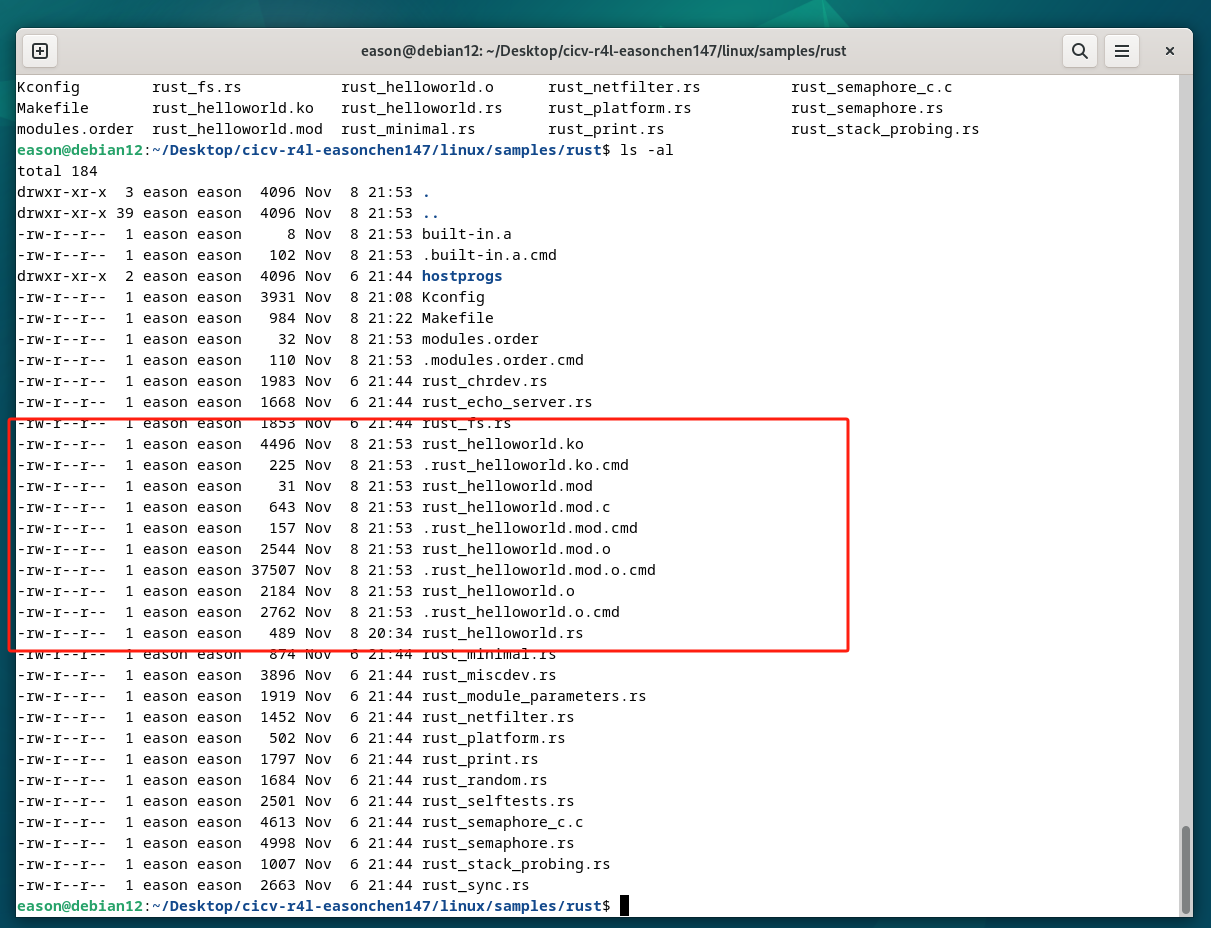 eason@debian12: ~/Desktop/cicv-r4l-easonchen147/linux/samples/rust
Kconfig        rust_fs.rs           rust_helloworld.o      rust_netfilter.rs          rust_semaphore_c.c
Makefile       rust_helloworld.ko   rust_helloworld.rs     rust_platform.rs           rust_semaphore.rs
modules.order  rust_helloworld.mod  rust_minimal.rs        rust_print.rs              rust_stack_probing.rs
eason@debian12:~/Desktop/cicv-r4l-easonchen147/linux/samples/rust$ ls -al
total 184
drwxr-xr-x  3 eason eason  4096 Nov  8 21:53 .
drwxr-xr-x 39 eason eason  4096 Nov  8 21:53 ..
-rw-r--r--  1 eason eason     8 Nov  8 21:53 built-in.a
-rw-r--r--  1 eason eason   102 Nov  8 21:53 .built-in.a.cmd
drwxr-xr-x  2 eason eason  4096 Nov  6 21:44 hostprogs
-rw-r--r--  1 eason eason  3931 Nov  8 21:08 Kconfig
-rw-r--r--  1 eason eason   984 Nov  8 21:22 Makefile
-rw-r--r--  1 eason eason    32 Nov  8 21:53 modules.order
-rw-r--r--  1 eason eason   110 Nov  8 21:53 .modules.order.cmd
-rw-r--r--  1 eason eason  1983 Nov  6 21:44 rust_chrdev.rs
-rw-r--r--  1 eason eason  1668 Nov  6 21:44 rust_echo_server.rs
-rw-r--r--  1 eason eason  1853 Nov  6 21:44 rust_fs.rs
-rw-r--r--  1 eason eason  4496 Nov  8 21:53 rust_helloworld.ko
-rw-r--r--  1 eason eason   225 Nov  8 21:53 .rust_helloworld.ko.cmd
-rw-r--r--  1 eason eason    31 Nov  8 21:53 rust_helloworld.mod
-rw-r--r--  1 eason eason   643 Nov  8 21:53 rust_helloworld.mod.c
-rw-r--r--  1 eason eason   157 Nov  8 21:53 .rust_helloworld.mod.cmd
-rw-r--r--  1 eason eason  2544 Nov  8 21:53 rust_helloworld.mod.o
-rw-r--r--  1 eason eason 37507 Nov  8 21:53 .rust_helloworld.mod.o.cmd
-rw-r--r--  1 eason eason  2184 Nov  8 21:53 rust_helloworld.o
-rw-r--r--  1 eason eason  2762 Nov  8 21:53 .rust_helloworld.o.cmd
-rw-r--r--  1 eason eason   489 Nov  8 20:34 rust_helloworld.rs
-rw-r--r--  1 eason eason   874 Nov  6 21:44 rust_minimal.rs
-rw-r--r--  1 eason eason  3896 Nov  6 21:44 rust_miscdev.rs
-rw-r--r--  1 eason eason  1919 Nov  6 21:44 rust_module_parameters.rs
-rw-r--r--  1 eason eason  1452 Nov  6 21:44 rust_netfilter.rs
-rw-r--r--  1 eason eason   502 Nov  6 21:44 rust_platform.rs
-rw-r--r--  1 eason eason  1797 Nov  6 21:44 rust_print.rs
-rw-r--r--  1 eason eason  1684 Nov  6 21:44 rust_random.rs
-rw-r--r--  1 eason eason  2501 Nov  6 21:44 rust_selftests.rs
-rw-r--r--  1 eason eason  4613 Nov  6 21:44 rust_semaphore_c.c
-rw-r--r--  1 eason eason  4998 Nov  6 21:44 rust_semaphore.rs
-rw-r--r--  1 eason eason  1007 Nov  6 21:44 rust_stack_probing.rs
-rw-r--r--  1 eason eason  2663 Nov  6 21:44 rust_sync.rs
eason@debian12:~/Desktop/cicv-r4l-easonchen147/linux/samples/rust$